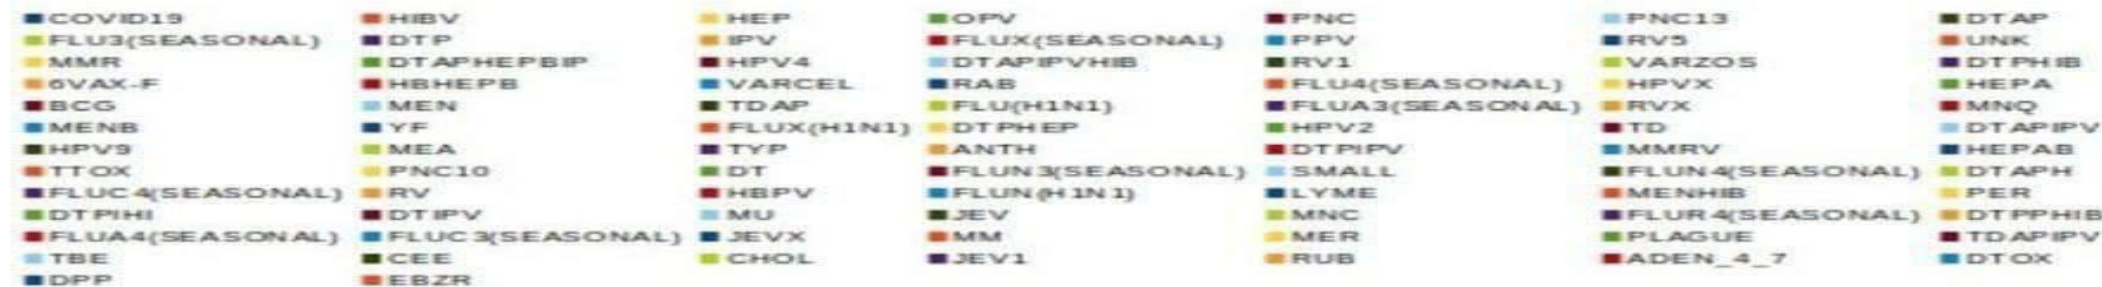 COVID19 HIBV HEP OPV PNC PNC13 DTAP
FLU3(SEASONAL) DTP IPV FLUX(SEASONAL) PPV RV5 UNK
MMR DTAPHEPBIP HPV4 DTAPIPVHIB RV1 VARZOS DTPHIB
6VAX-F HBHEPB VARCEL RAB FLU4(SEASONAL) HPVX HEPA
BCG MEN TDAP FLU(H1N1) FLUA3(SEASONAL) RVX MNQ
MENB YF FLUX(H1N1) DTPHEP HPV2 TD DTAPIPV
HPV9 MEA TYP ANTH DTPIPV MMRV HEPAB
TTOX PNC10 DT FLUN3(SEASONAL) SMALL FLUN4(SEASONAL) DTAPH
FLUC4(SEASONAL) RV HBPV FLUN(H1N1) LYME MENHIB PER
DTPIHI DTIPV MU JEV MNC FLUR4(SEASONAL) DTPPHIB
FLUA4(SEASONAL) FLUC3(SEASONAL) JEVX MM MER PLAGUE TDAPIPV
TBE CEE CHOL JEV1 RUB ADEN_4_7 DTOX
DPP EBZR